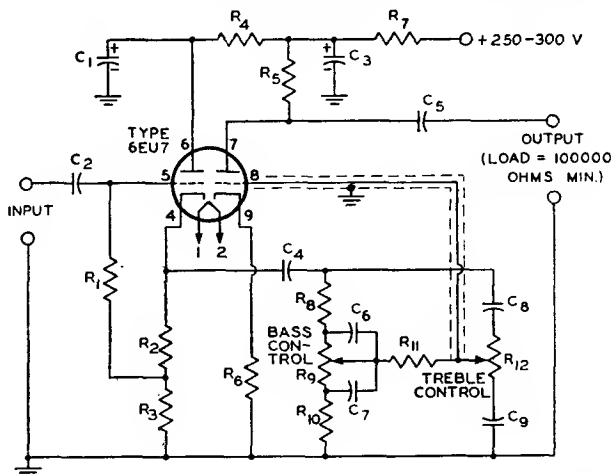 R4
R7
+250-300 V
C1
+
-
R5
+
-
C3
C5
TYPE
6EU7
6
7
OUTPUT
(LOAD = 100000
OHMS MIN.)
C2
5
8
INPUT
4
9
1
2
C4
R1
R8
C6
C8
BASS
CON-
TROL
R2
R11
R12
R9
TREBLE
CONTROL
R6
C7
R3
R10
C9